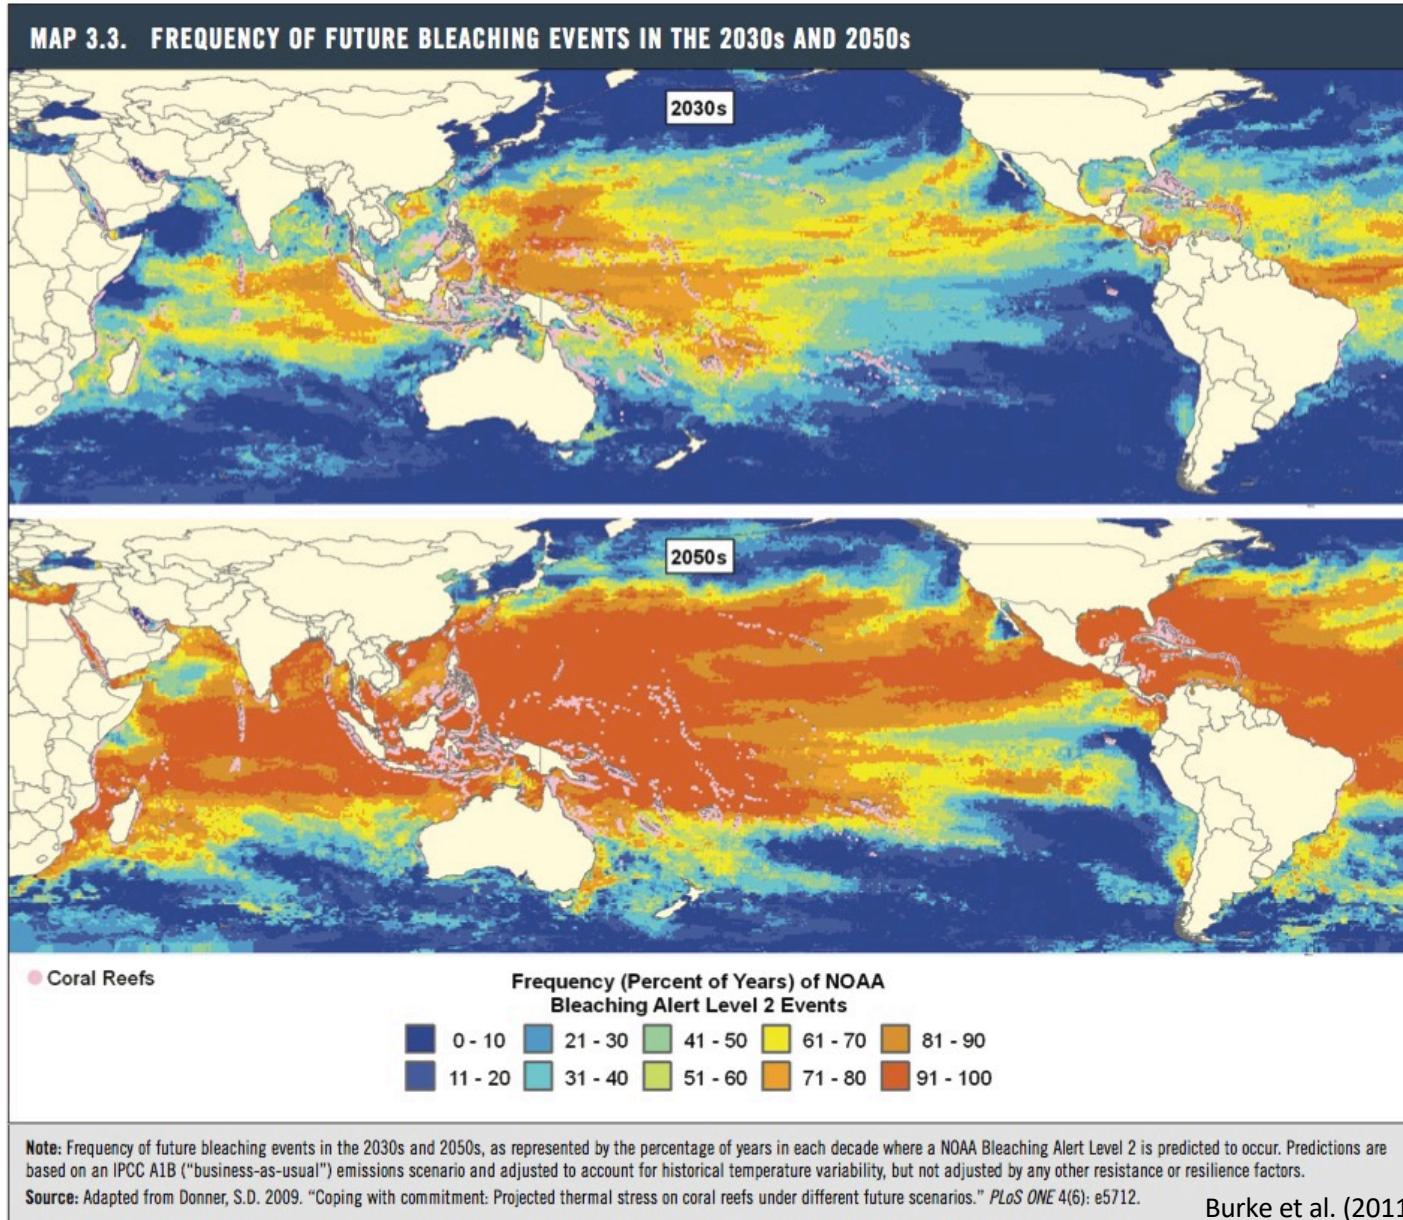 MAP 3.3. FREQUENCY OF FUTURE BLEACHING EVENTS IN THE 2030s AND 2050s
2030s
2050s
Coral Reefs
Frequency (Percent of Years) of NOAA
Bleaching Alert Level 2 Events
0 - 10 21 - 30 41 - 50 61 - 70 81 - 90
11 - 20 31 - 40 51 - 60 71 - 80 91 - 100
Note: Frequency of future bleaching events in the 2030s and 2050s, as represented by the percentage of years in each decade where a NOAA Bleaching Alert Level 2 is predicted to occur. Predictions are
based on an IPCC A1B ("business-as-usual") emissions scenario and adjusted to account for historical temperature variability, but not adjusted by any other resistance or resilience factors.
Source: Adapted from Donner, S.D. 2009. "Coping with commitment: Projected thermal stress on coral reefs under different future scenarios." PLoS ONE 4(6): e5712.
Burke et al. (2011